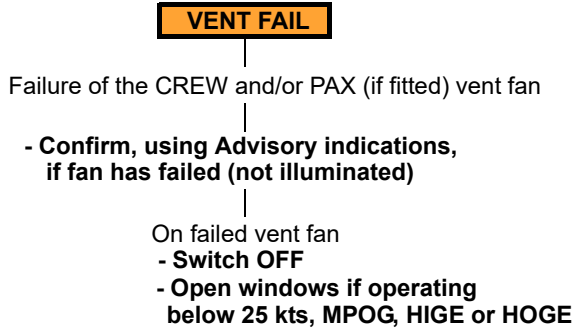 VENT FAIL
Failure of the CREW and/or PAX (if fitted) vent fan
- Confirm, using Advisory indications,
if fan has failed (not illuminated)
On failed vent fan
- Switch OFF
- Open windows if operating
below 25 kts, MPOG, HIGE or HOGE